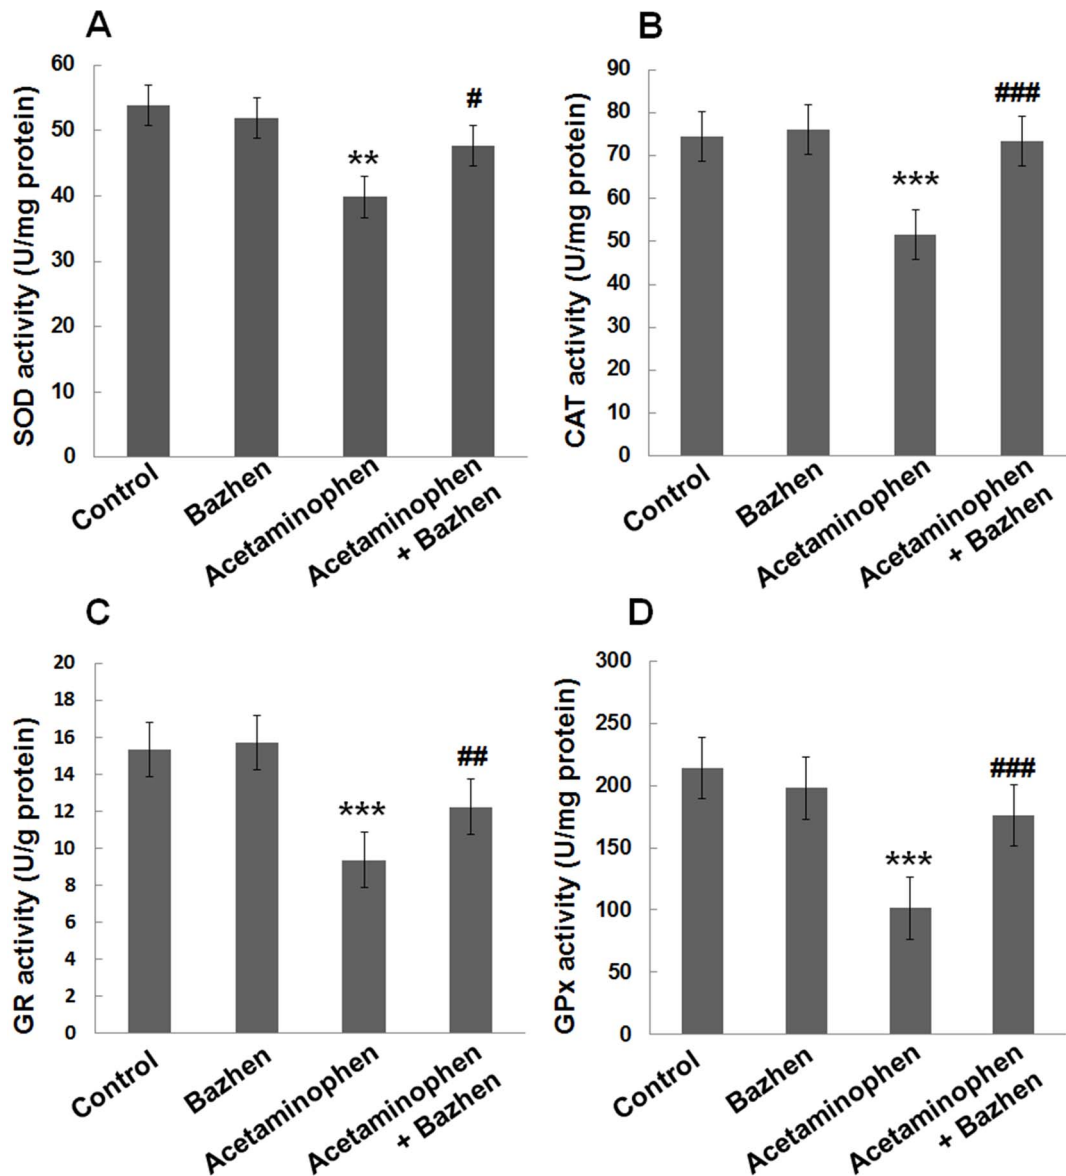 A
SOD activity (U/mg protein)
60
50
40
30
20
10
0
**
#
Control
Bazhen
Acetaminophen
Acetaminophen
+ Bazhen
B
CAT activity (U/mg protein)
90
80
70
60
50
40
30
20
10
0
***
###
Control
Bazhen
Acetaminophen
Acetaminophen
+ Bazhen
C
GR activity (U/g protein)
20
18
16
14
12
10
8
6
4
2
0
***
##
Control
Bazhen
Acetaminophen
Acetaminophen
+ Bazhen
D
GPx activity (U/mg protein)
300
250
200
150
100
50
0
***
###
Control
Bazhen
Acetaminophen
Acetaminophen
+ Bazhen